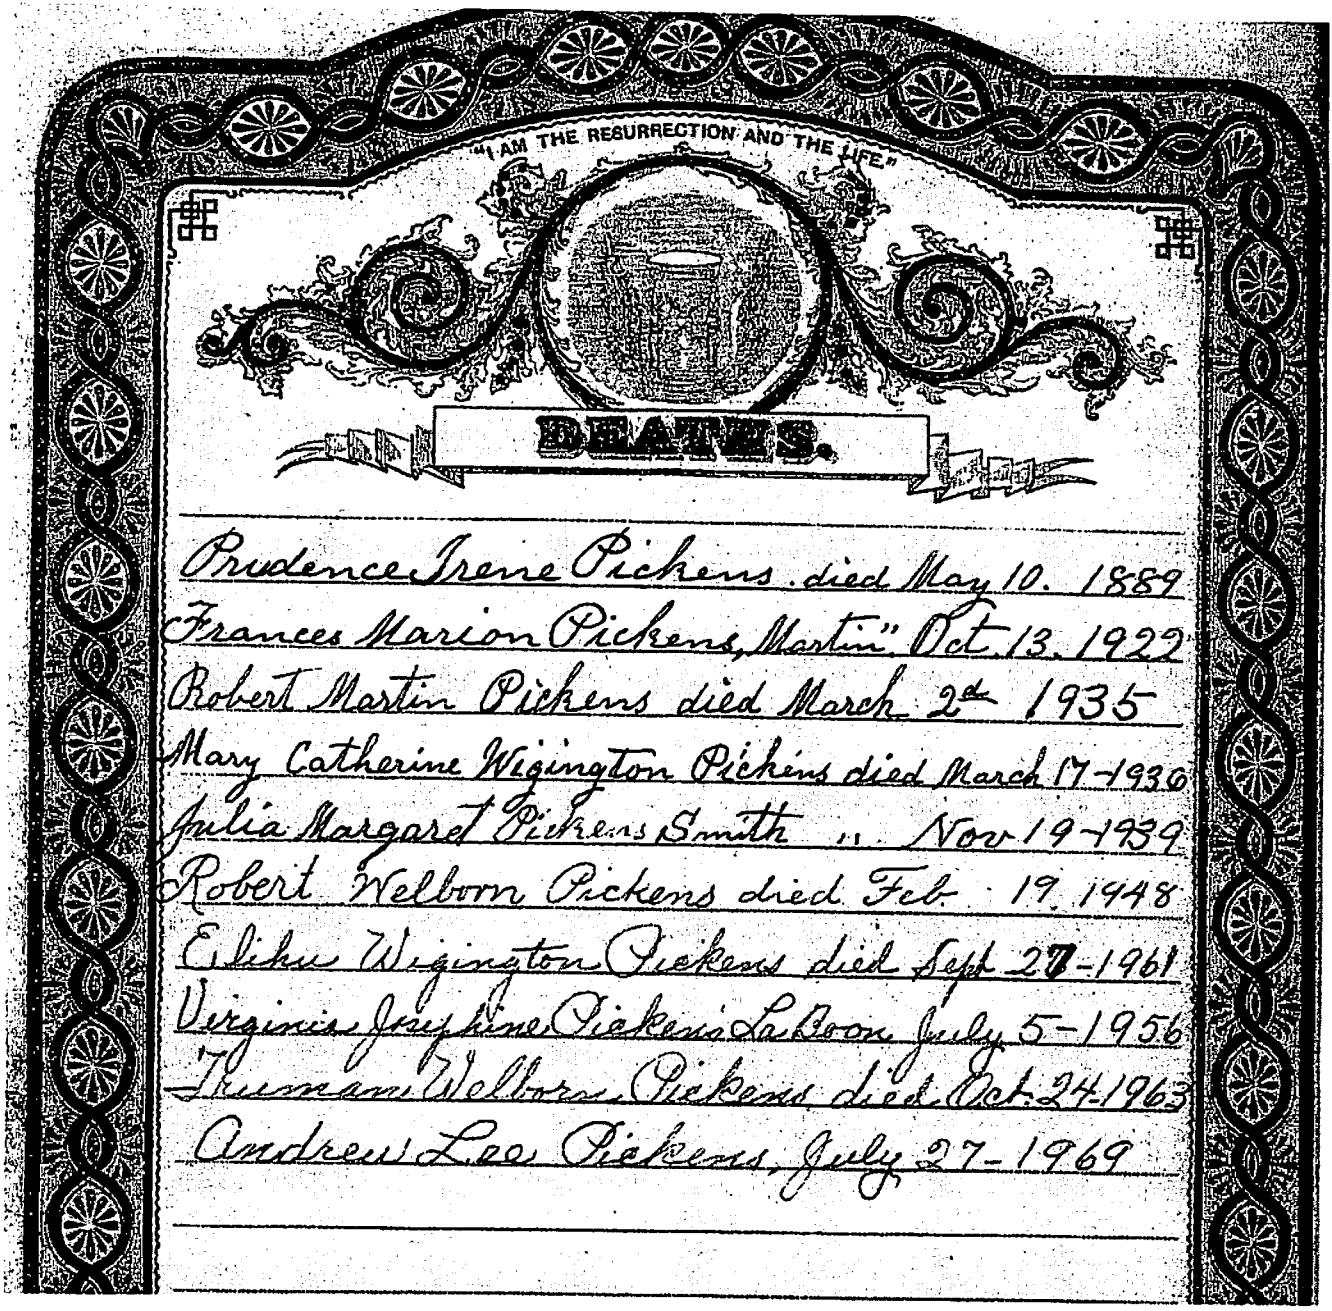 "I AM THE RESURRECTION AND THE LIFE."
DEATHS.
Prudence Irene Pickens died May 10. 1889
Frances Marion Pickens, Martin " Oct. 13. 1922
Robert Martin Pickens died March 2d 1935
Mary Catherine Wigington Pickens died March 17-1936
Julia Margaret Pickens Smith " Nov 19-1939
Robert Welborn Pickens died Feb. 19. 1948
Elihu Wigington Pickens died Sept 27-1961
Virginia Josephine Pickens LaBoon July 5-1956
Truman Welborn Pickens died Oct. 24-1963
Andrew Lee Pickens, July 27-1969